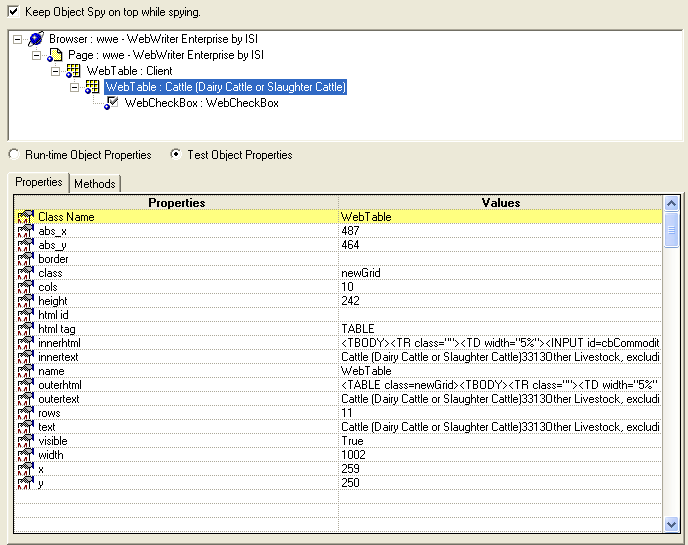 Keep Object Spy on top while spying.
Browser : wwe - WebWriter Enterprise by ISI
Page : wwe - WebWriter Enterprise by ISI
WebTable : Client
WebTable : Cattle (Dairy Cattle or Slaughter Cattle)
WebCheckBox : WebCheckBox
Run-time Object Properties Test Object Properties
Properties Methods
Properties Values
Class Name WebTable
abs_x 487
abs_y 464
border
class newGrid
cols 10
height 242
html id
html tag TABLE
innerhtml <TBODY><TR class=""><TD width="5%"><INPUT id=cbCommodit
innertext Cattle (Dairy Cattle or Slaughter Cattle)3313Other Livestock, excludi
name WebTable
outerhtml <TABLE class=newGrid><TBODY><TR class=""><TD width="5%"
outertext Cattle (Dairy Cattle or Slaughter Cattle)3313Other Livestock, excludi
rows 11
text Cattle (Dairy Cattle or Slaughter Cattle)3313Other Livestock, excludi
visible True
width 1002
x 259
y 250